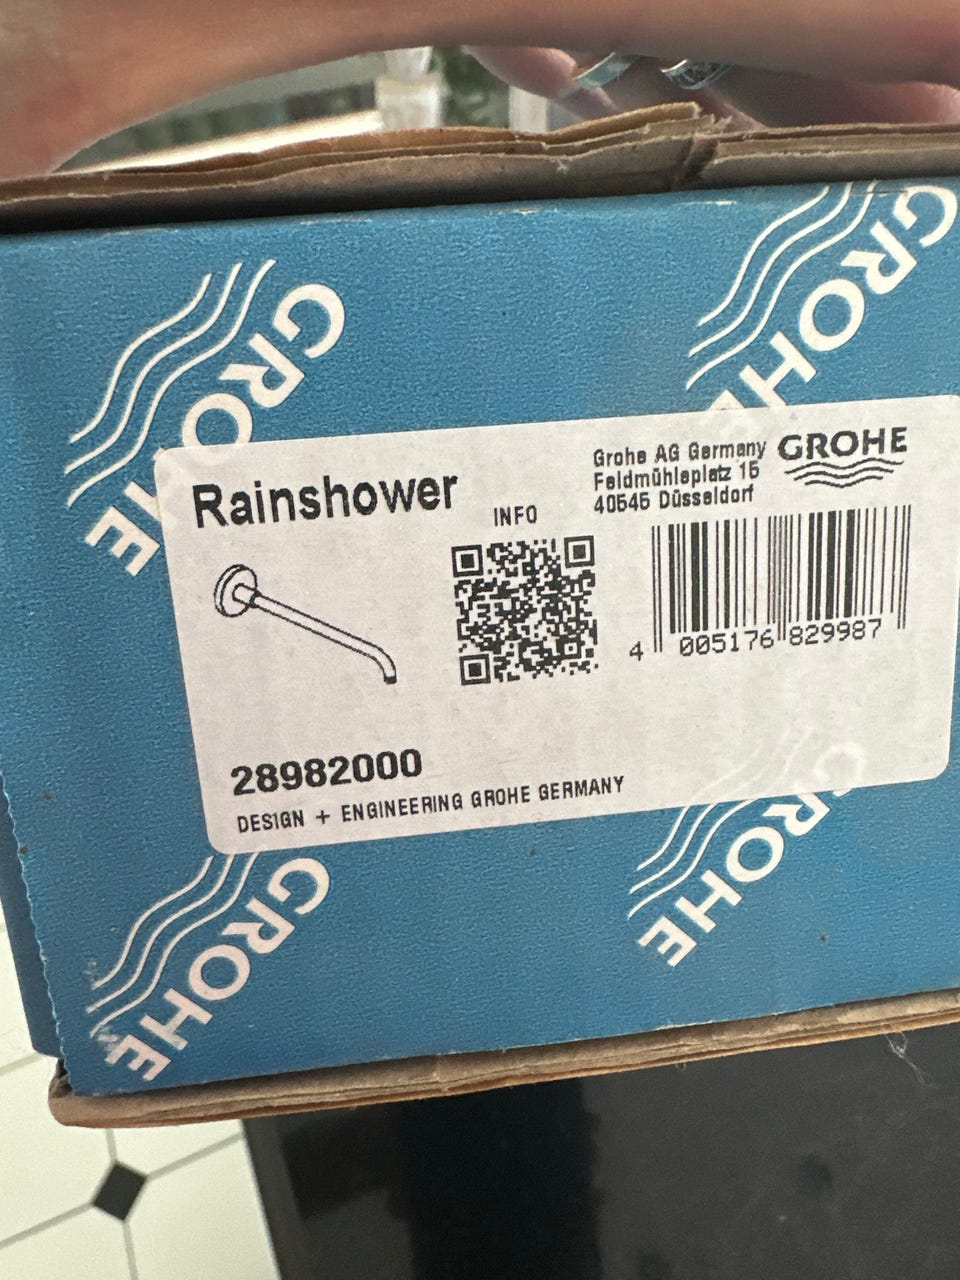 GROHE
GROHE
Rainshower
INFO
Grohe AG Germany
Feldmühleplatz 15
40545 Düsseldorf
GROHE
4 005176 829987
28982000
DESIGN + ENGINEERING GROHE GERMANY
GROHE
GROHE